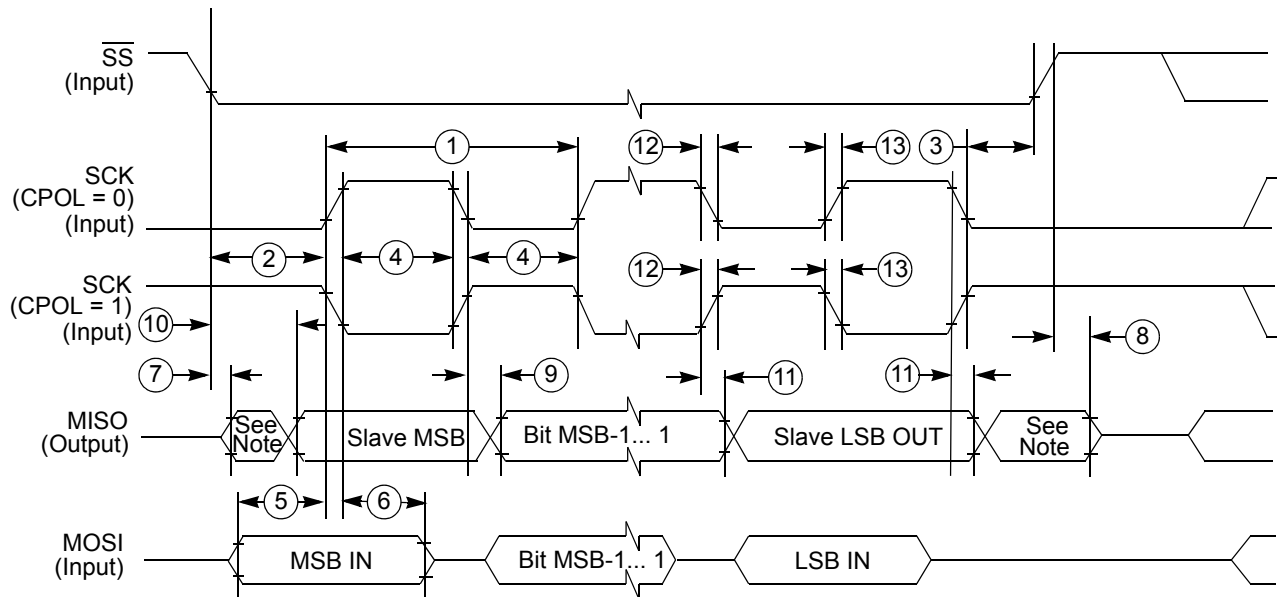 SS
(Input)
1
12
13
3
SCK
(CPOL = 0)
(Input)
2
4
4
12
13
SCK
(CPOL = 1)
(Input)
10
8
7
9
11
11
MISO
(Output)
See
Note
Slave MSB
Bit MSB-1... 1
Slave LSB OUT
See
Note
5
6
MOSI
(Input)
MSB IN
Bit MSB-1... 1
LSB IN